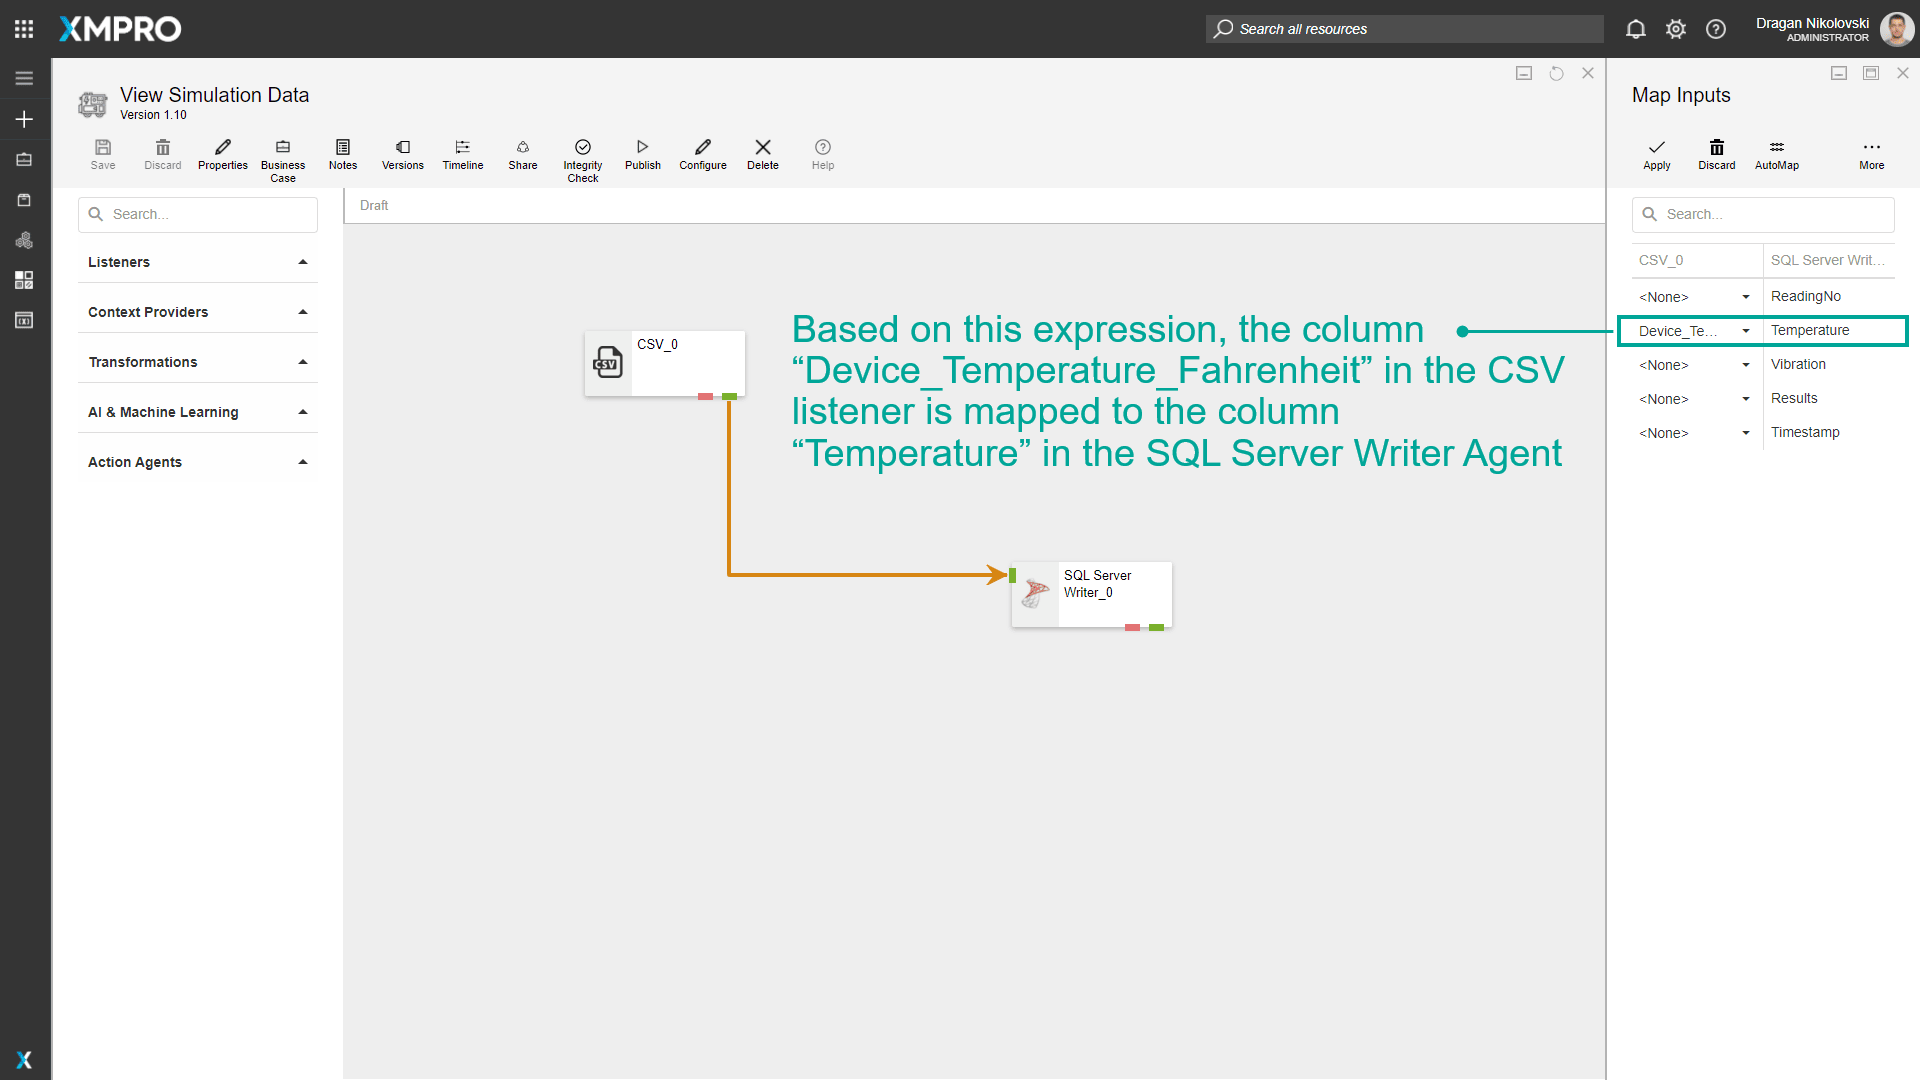 XMPRO
Search all resources
Dragan Nikolovski
ADMINISTRATOR
View Simulation Data
Version 1.10
Save
Discard
Properties
Business
Case
Notes
Versions
Timeline
Share
Integrity
Check
Publish
Configure
Delete
Help
Search...
Listeners
Context Providers
Transformations
AI & Machine Learning
Action Agents
Draft
CSV_0
CSV
Based on this expression, the column
“Device_Temperature_Fahrenheit” in the CSV
listener is mapped to the column
“Temperature” in the SQL Server Writer Agent
SQL Server
Writer_0
Map Inputs
Apply
Discard
AutoMap
More
Search...
CSV_0 SQL Server Writ...
<None> ReadingNo
Device_Te... Temperature
<None> Vibration
<None> Results
<None> Timestamp